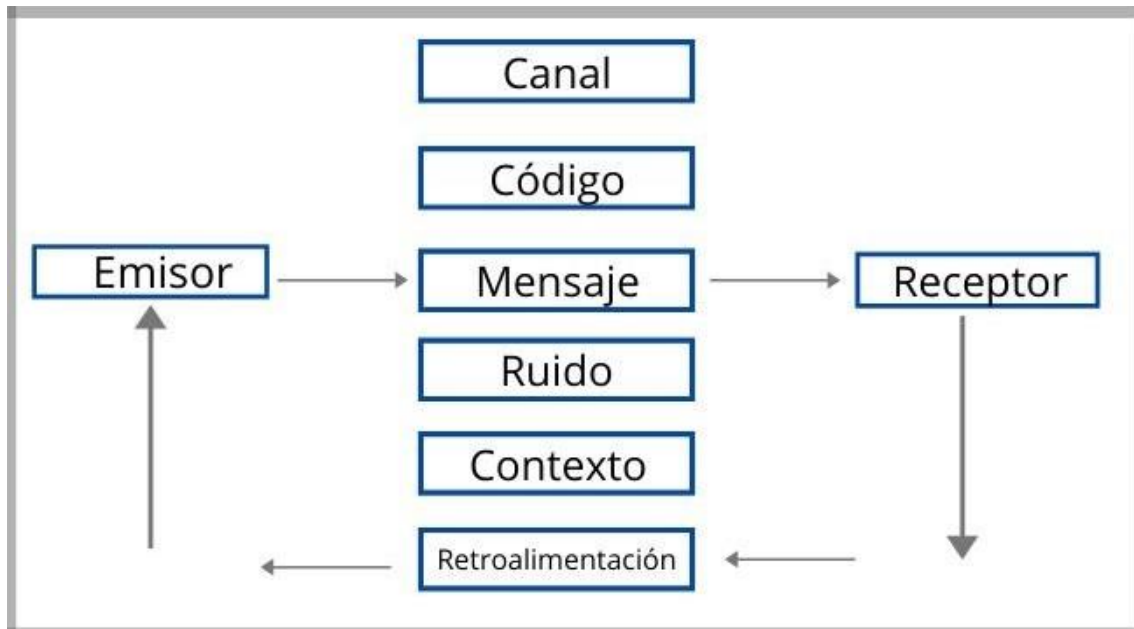 Canal
Código
Emisor
Mensaje
Receptor
Ruido
Contexto
Retroalimentación